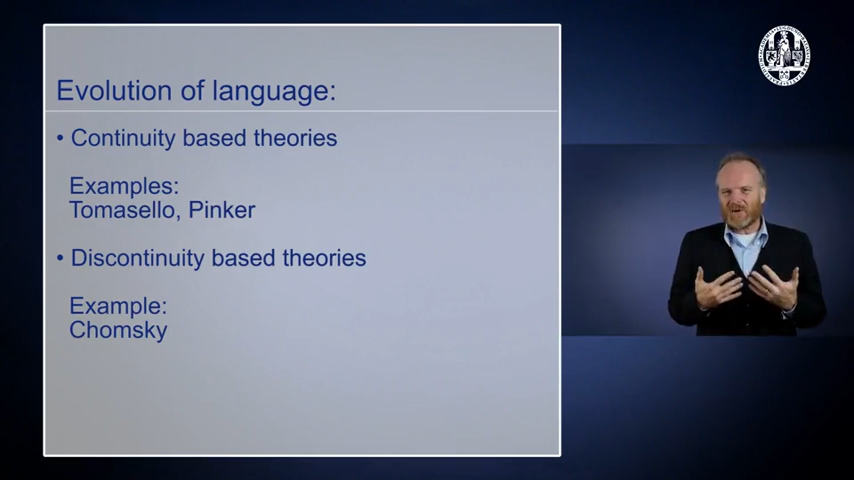 Evolution of language:
• Continuity based theories
Examples:
Tomasello, Pinker
• Discontinuity based theories
Example:
Chomsky